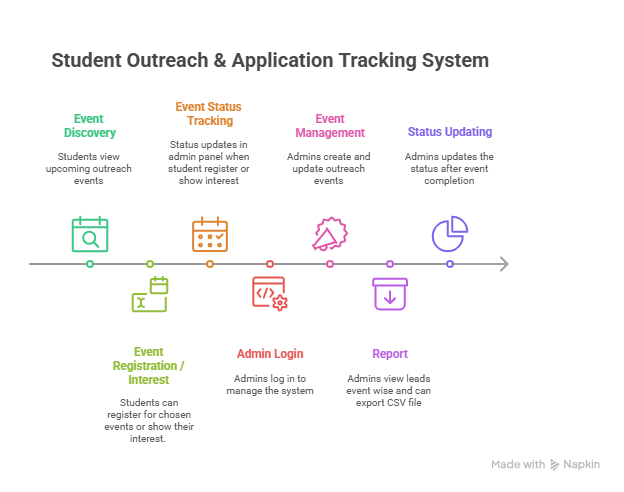 Student Outreach & Application Tracking System
Event
Discovery
Students view
upcoming outreach
events
Event Status
Tracking
Status updates in
admin panel when
student register or
show interest
Event
Management
Admins create and
update outreach
events
Status Updating
Admins updates the
status after event
completion
Event
Registration /
Interest
Students can
register for chosen
events or show their
interest.
Admin Login
Admins log in to
manage the system
Report
Admins view leads
event wise and can
export CSV file
Made with Napkin